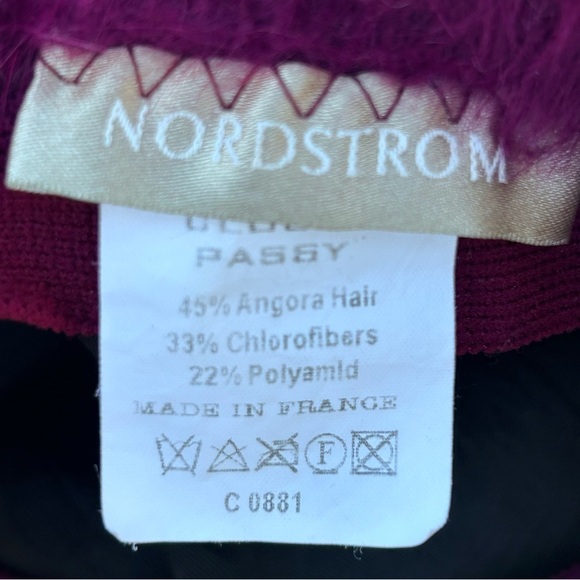 NORDSTROM
PASSY
45% Angora Hair
33% Chlorofibers
22% Polyamid
MADE IN FRANCE
F
C 0881